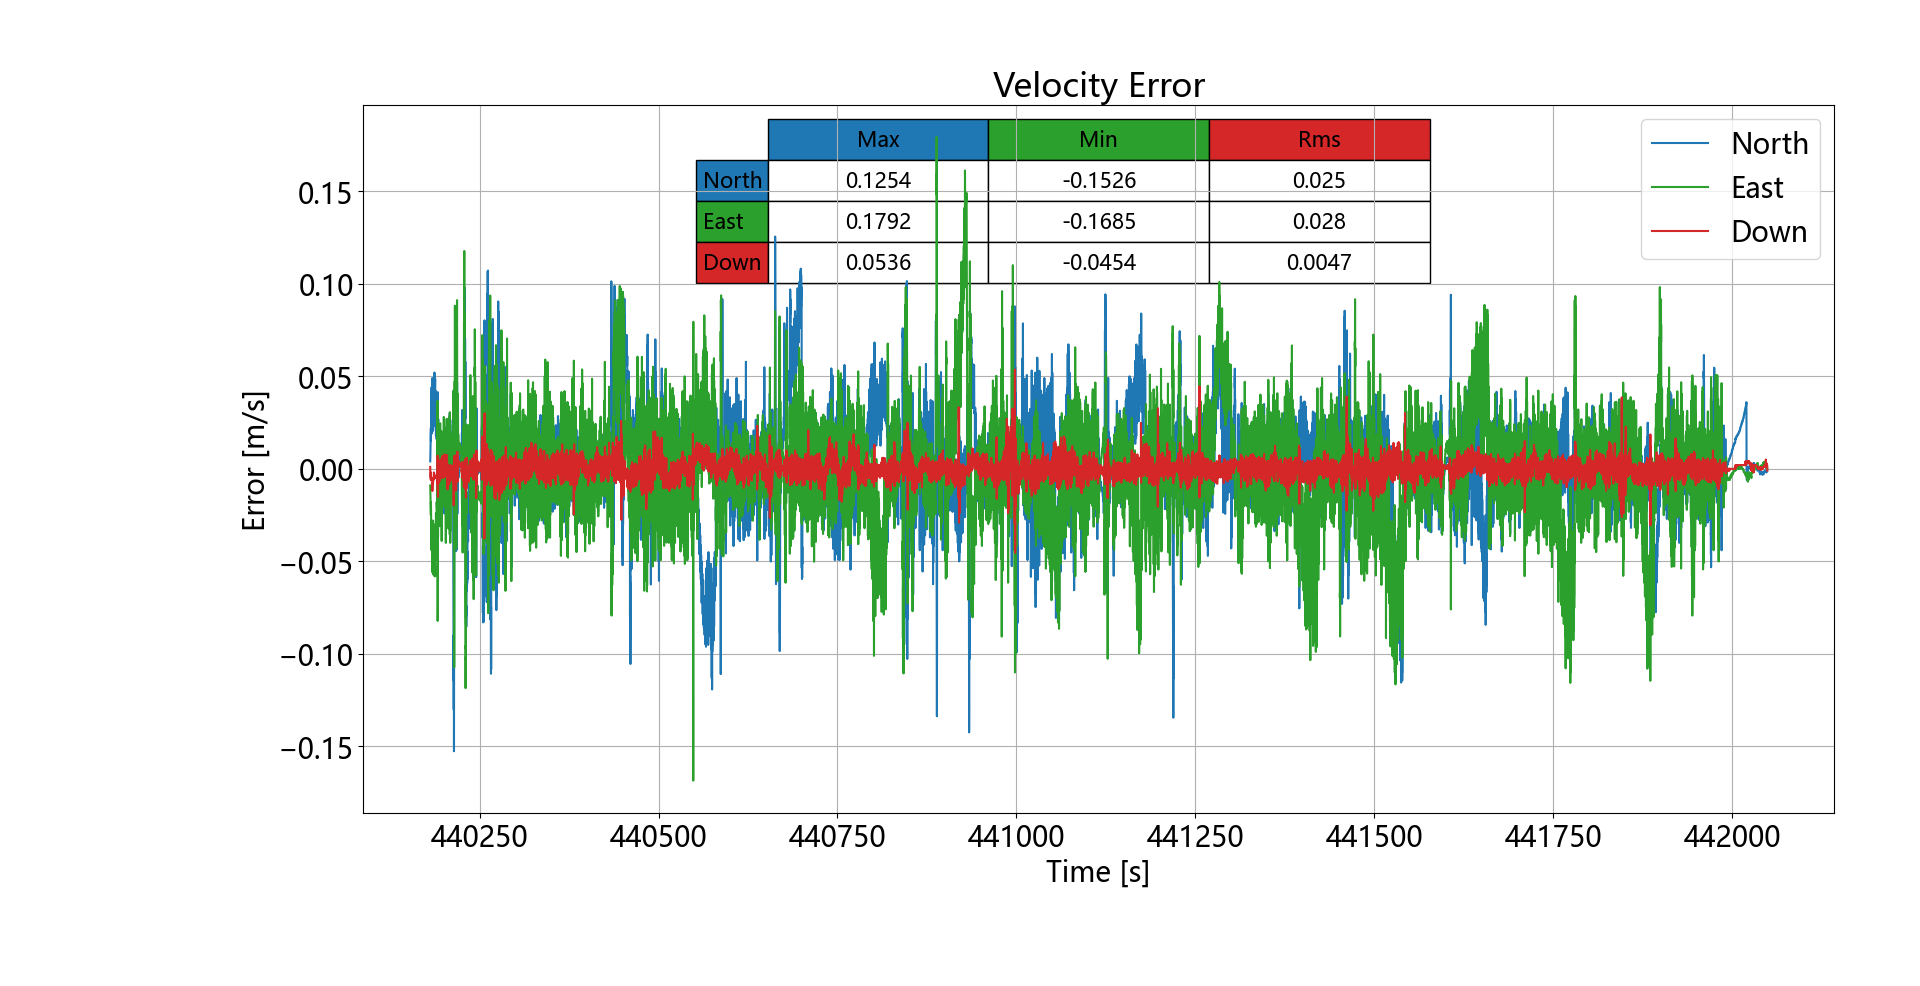 Velocity Error
Max Min Rms
North 0.1254 -0.1526 0.025
East 0.1792 -0.1685 0.028
Down 0.0536 -0.0454 0.0047
North
East
Down
0.15
0.10
0.05
0.00
−0.05
−0.10
−0.15
Error [m/s]
440250 440500 440750 441000 441250 441500 441750 442000
Time [s]